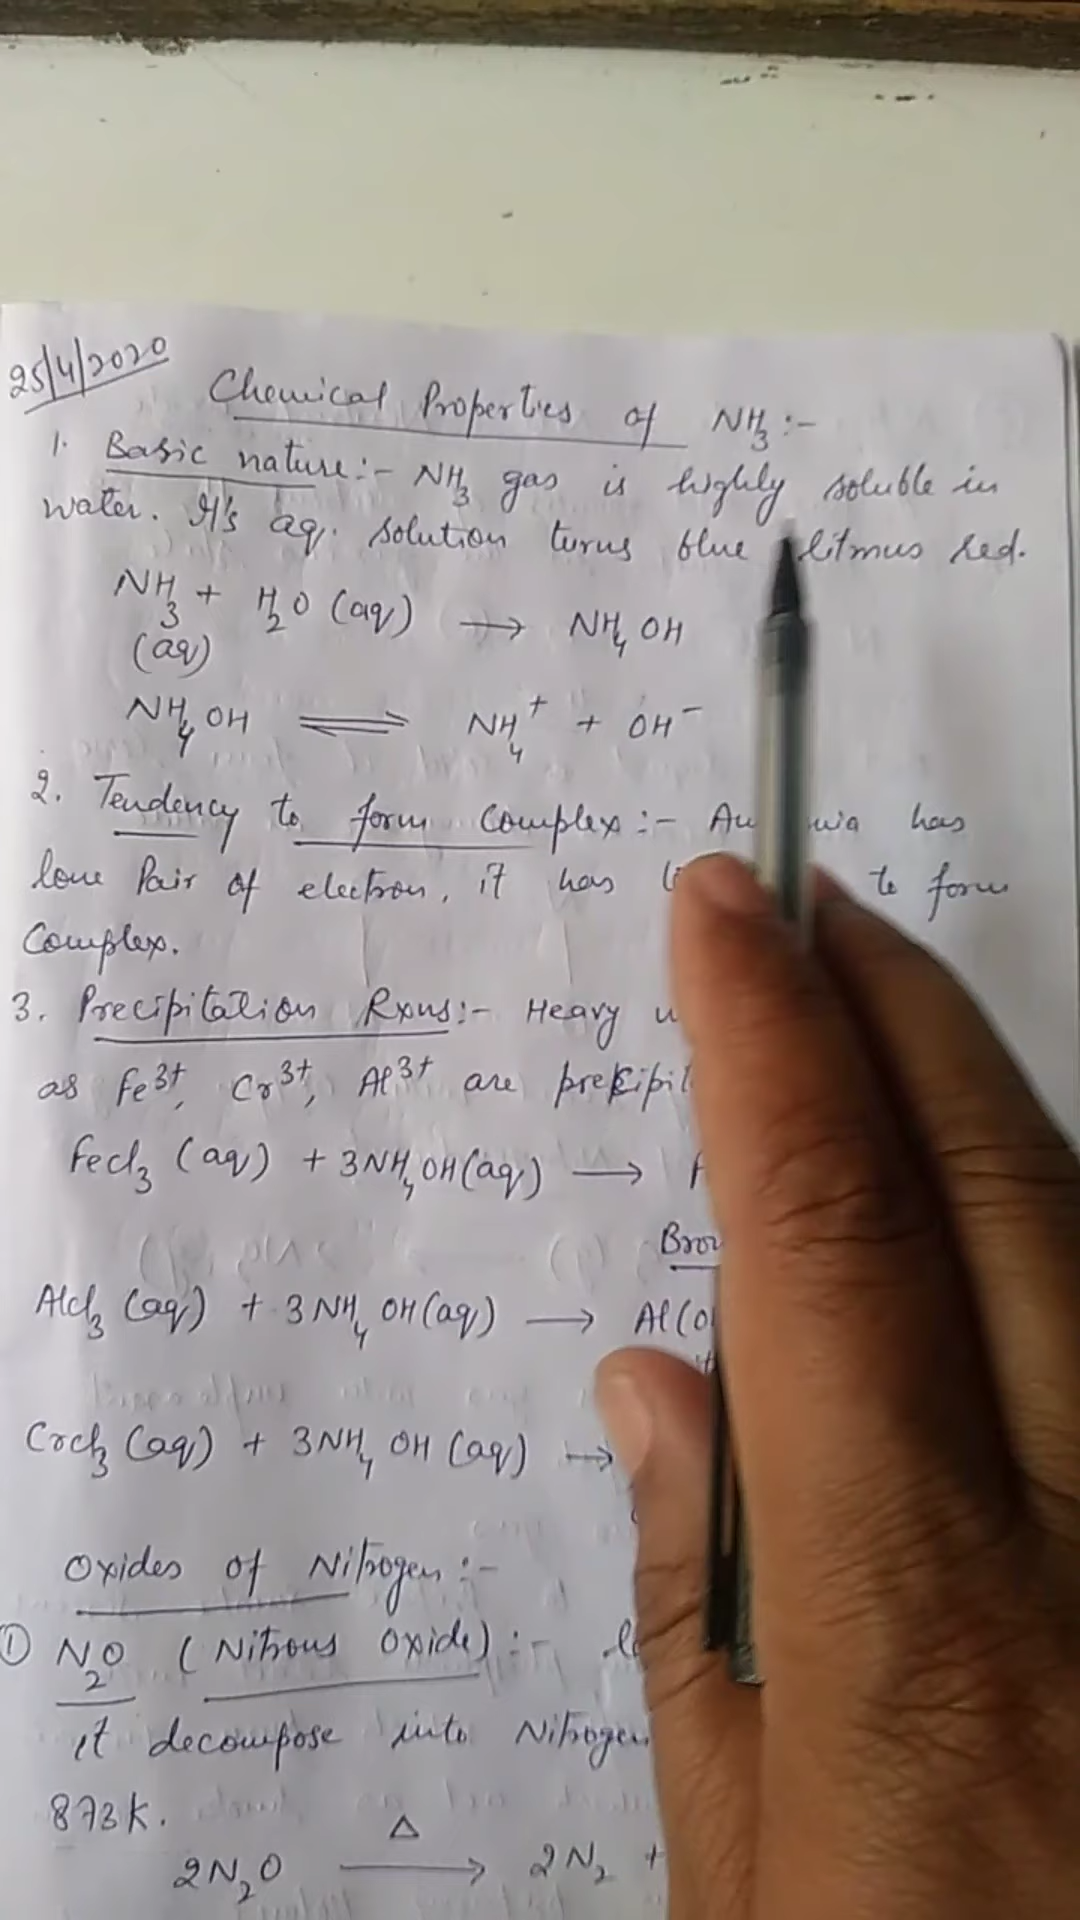 25/4/2020
Chemical Properties of NH3:-
1. Basic nature:- NH3 gas is highly soluble in
water. It's aq. solution turns blue litmus red.
NH3 + H2O (aq) → NH4OH
(aq)
NH4OH ⇌ NH4+ + OH-
2. Tendency to form Complex:- has
lone Pair of electron, it has to form
Complex.
3. Precipitation Rxns:- Heavy
as Fe3+, Cr3+, Al3+ are
FeCl3 (aq) + 3NH4OH(aq) →
AlCl3 (aq) + 3NH4OH(aq) → Al(O
CrCl3 (aq) + 3NH4OH(aq) →
Oxides of Nitrogen:-
① N2O (Nitrous Oxide):-
it decompose into Nitrogen
873K.
2N2O —Δ→ 2N2 +